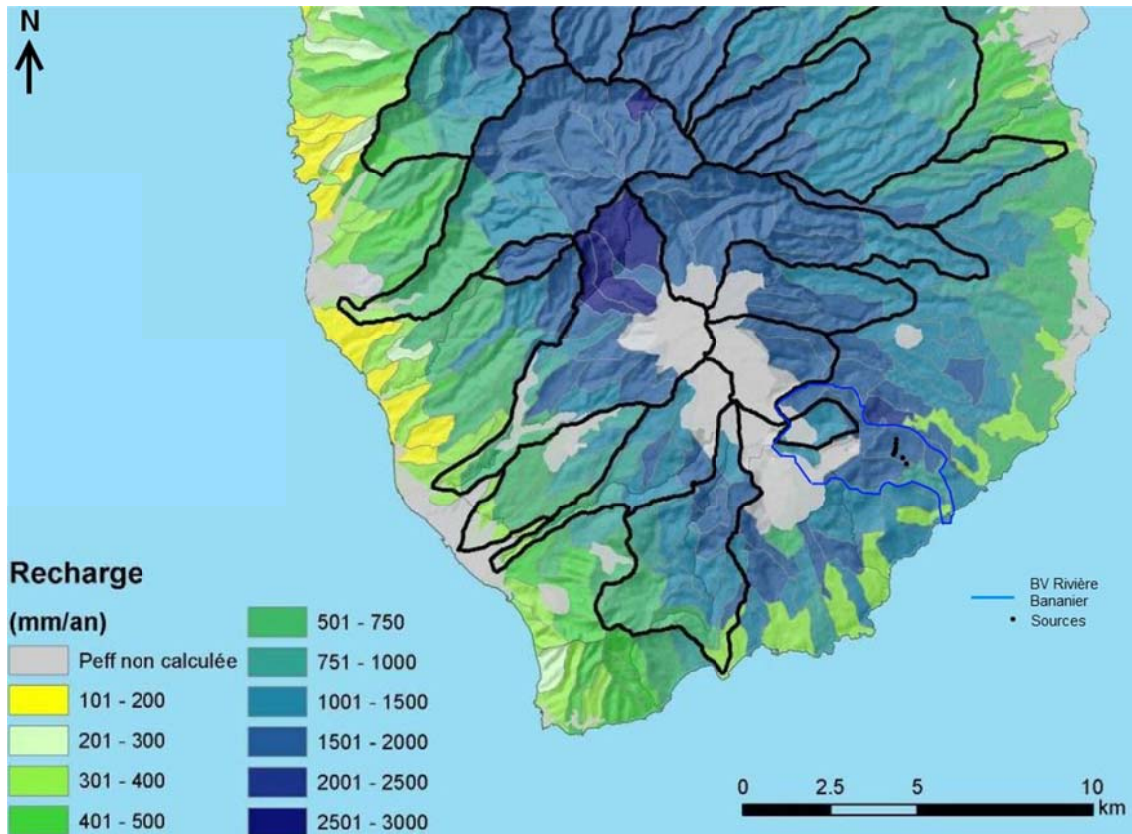 N
Recharge
(mm/an)
Peff non calculée
101 - 200
201 - 300
301 - 400
401 - 500
501 - 750
751 - 1000
1001 - 1500
1501 - 2000
2001 - 2500
2501 - 3000
BV Rivière
Bananier
Sources
0 2.5 5 10
km